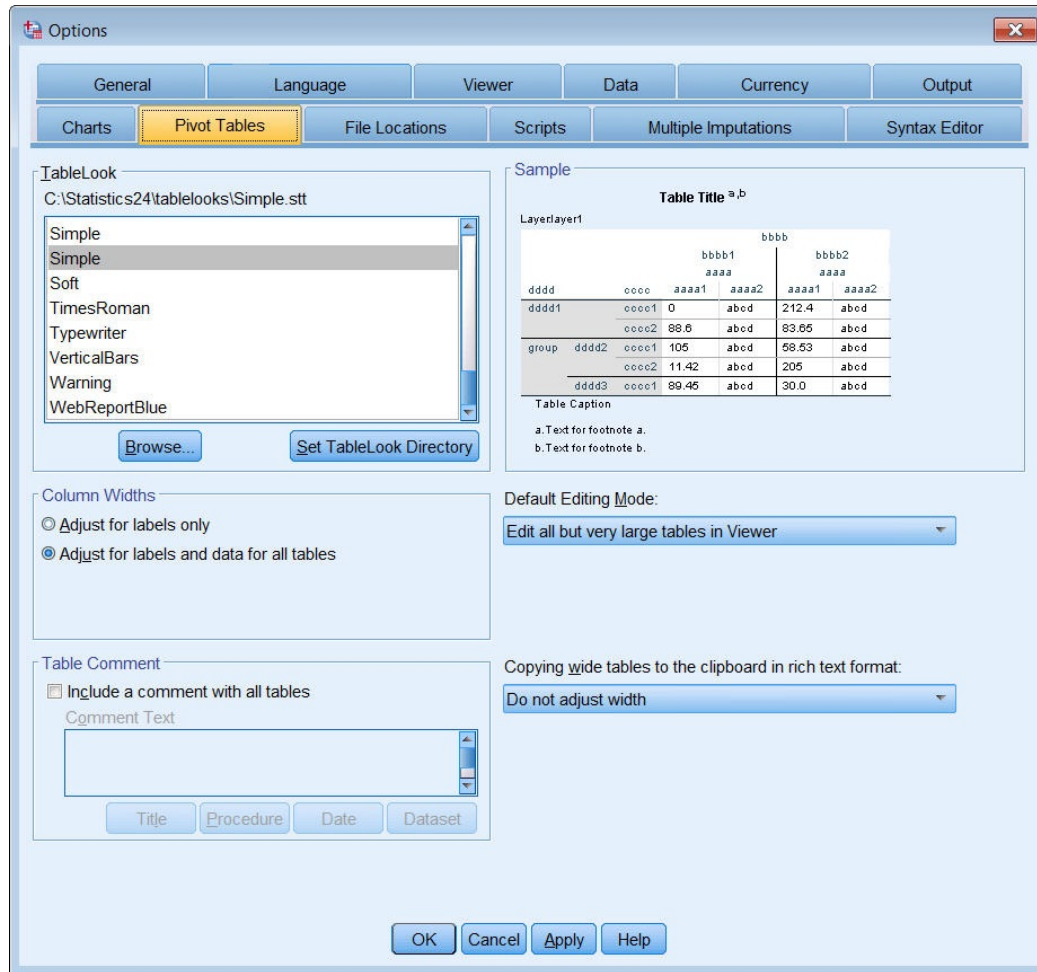 Options
General Language Viewer Data Currency Output
Charts Pivot Tables File Locations Scripts Multiple Imputations Syntax Editor
TableLook
C:\Statistics24\tablelooks\Simple.stt
Simple
Simple
Soft
TimesRoman
Typewriter
VerticalBars
Warning
WebReportBlue
Browse... Set TableLook Directory
Sample
Table Title a,b
Layerlayer1
bbbb
bbbb1 bbbb2
aaaa aaaa
dddd cccc aaaa1 aaaa2 aaaa1 aaaa2
dddd1 cccc1 0 abcd 212.4 abcd
cccc2 88.6 abcd 83.65 abcd
group dddd2 cccc1 105 abcd 58.53 abcd
cccc2 11.42 abcd 205 abcd
dddd3 cccc1 89.45 abcd 30.0 abcd
Table Caption
a.Text for footnote a.
b.Text for footnote b.
Column Widths
Adjust for labels only
Adjust for labels and data for all tables
Default Editing Mode:
Edit all but very large tables in Viewer
Table Comment
Include a comment with all tables
Comment Text
Title Procedure Date Dataset
Copying wide tables to the clipboard in rich text format:
Do not adjust width
OK Cancel Apply Help